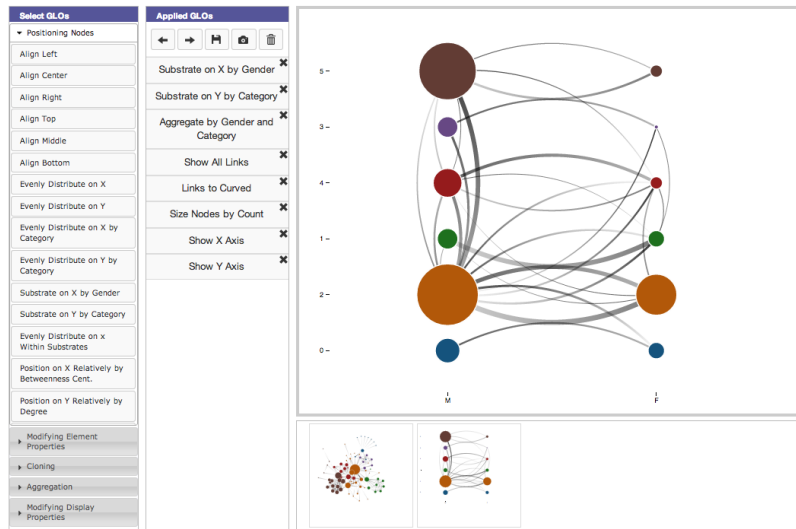 Select GLOs
Positioning Nodes
Align Left
Align Center
Align Right
Align Top
Align Middle
Align Bottom
Evenly Distribute on X
Evenly Distribute on Y
Evenly Distribute on X by
Category
Evenly Distribute on Y by
Category
Substrate on X by Gender
Substrate on Y by Category
Evenly Distribute on x
Within Substrates
Position on X Relatively by
Betweenness Cent.
Position on Y Relatively by
Degree
Modifying Element
Properties
Cloning
Aggregation
Modifying Display
Properties
Applied GLOs
Substrate on X by Gender
Substrate on Y by Category
Aggregate by Gender and
Category
Show All Links
Links to Curved
Size Nodes by Count
Show X Axis
Show Y Axis
5
3
4
1
2
0
M
F